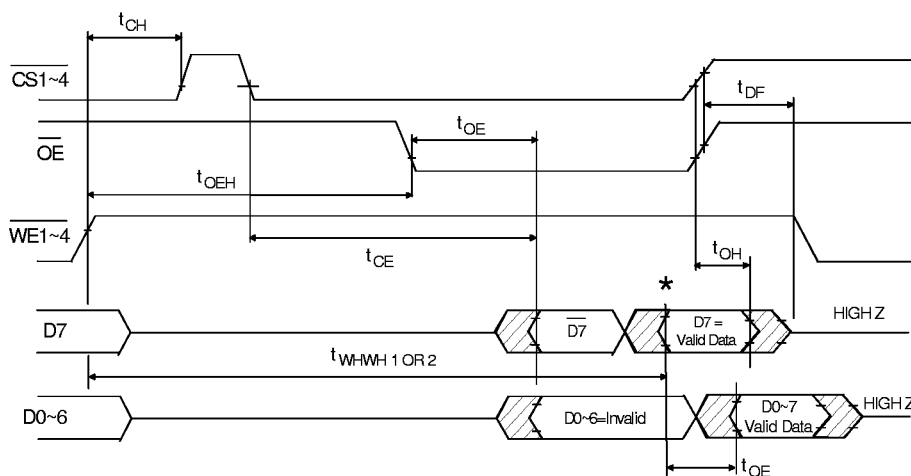 tCH
CS1~4
tDF
OE
tOE
tOEH
WE1~4
tCE
tOH
*
D7
D7
D7 =
Valid Data
HIGH Z
tWHWH 1 OR 2
D0~6
D0~6=Invalid
D0~7
Valid Data
HIGH Z
tOE